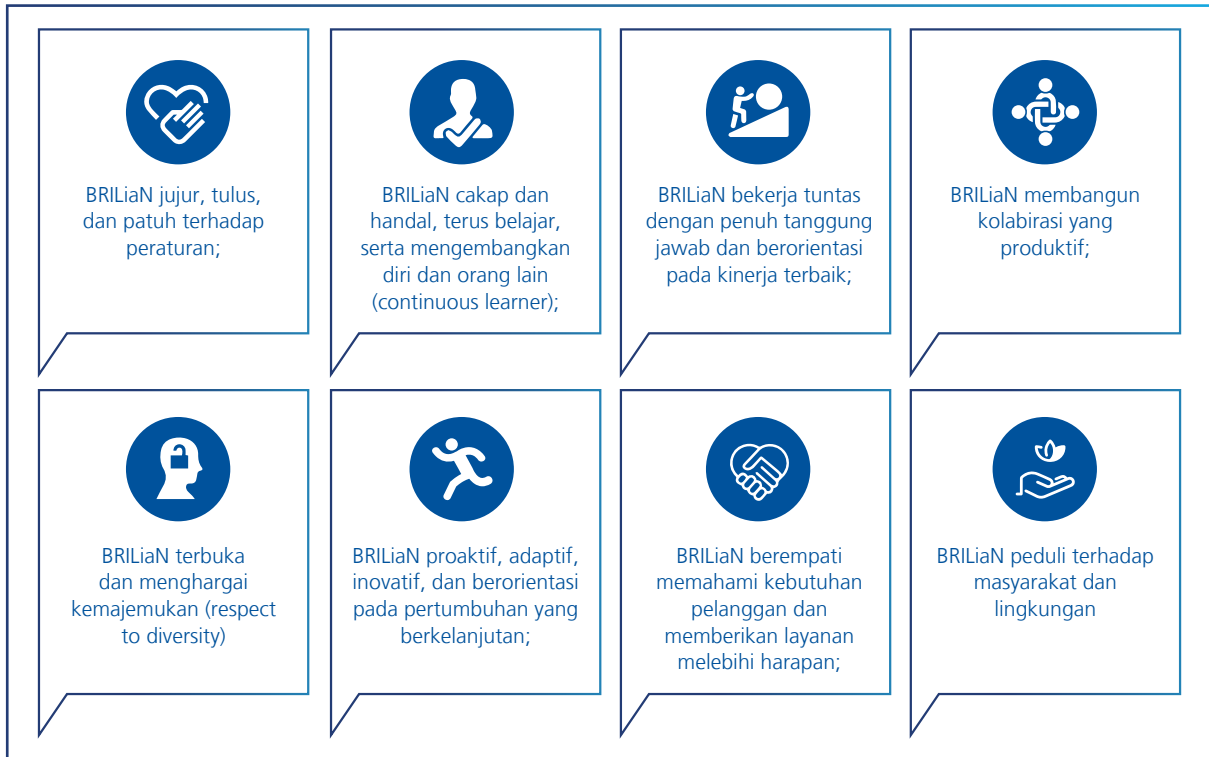 BRILiaN jujur, tulus,
dan patuh terhadap
peraturan;
BRILiaN cakap dan
handal, terus belajar,
serta mengembangkan
diri dan orang lain
(continuous learner);
BRILiaN bekerja tuntas
dengan penuh tanggung
jawab dan berorientasi
pada kinerja terbaik;
BRILiaN membangun
kolabirasi yang
produktif;
BRILiaN terbuka
dan menghargai
kemajemukan (respect
to diversity)
BRILiaN proaktif, adaptif,
inovatif, dan berorientasi
pada pertumbuhan yang
berkelanjutan;
BRILiaN berempati
memahami kebutuhan
pelanggan dan
memberikan layanan
melebihi harapan;
BRILiaN peduli terhadap
masyarakat dan
lingkungan